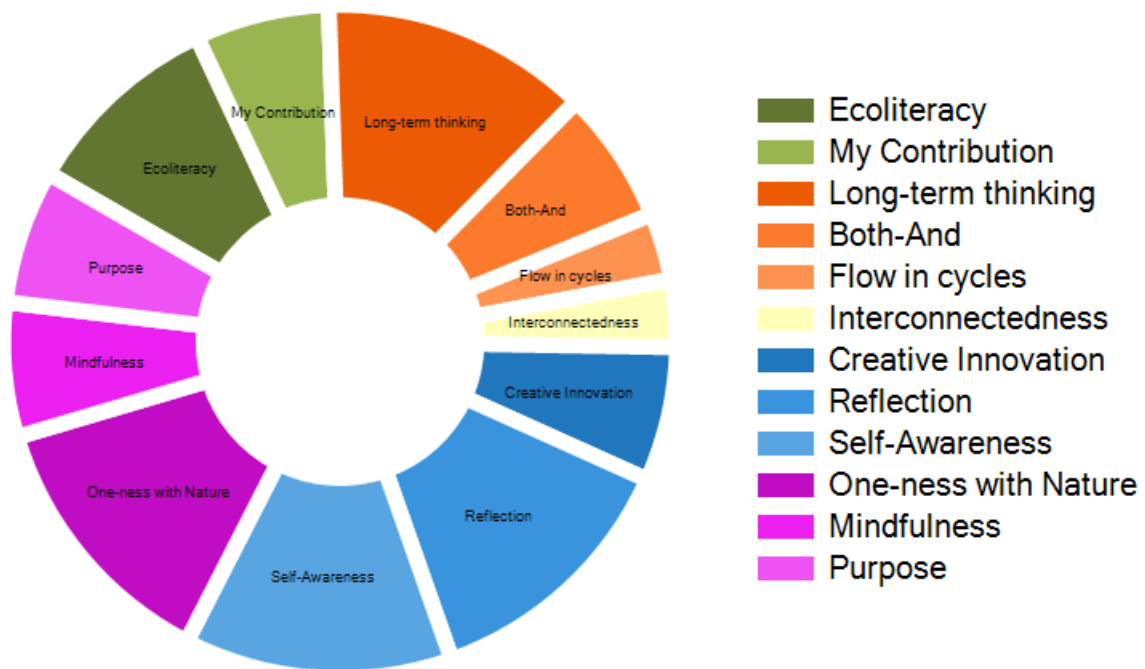 My Contribution
Long-term thinking
Ecoliteracy
Both-And
Purpose
Flow in cycles
Interconnectedness
Mindfulness
Creative Innovation
One-ness with Nature
Reflection
Self-Awareness
Ecoliteracy
My Contribution
Long-term thinking
Both-And
Flow in cycles
Interconnectedness
Creative Innovation
Reflection
Self-Awareness
One-ness with Nature
Mindfulness
Purpose